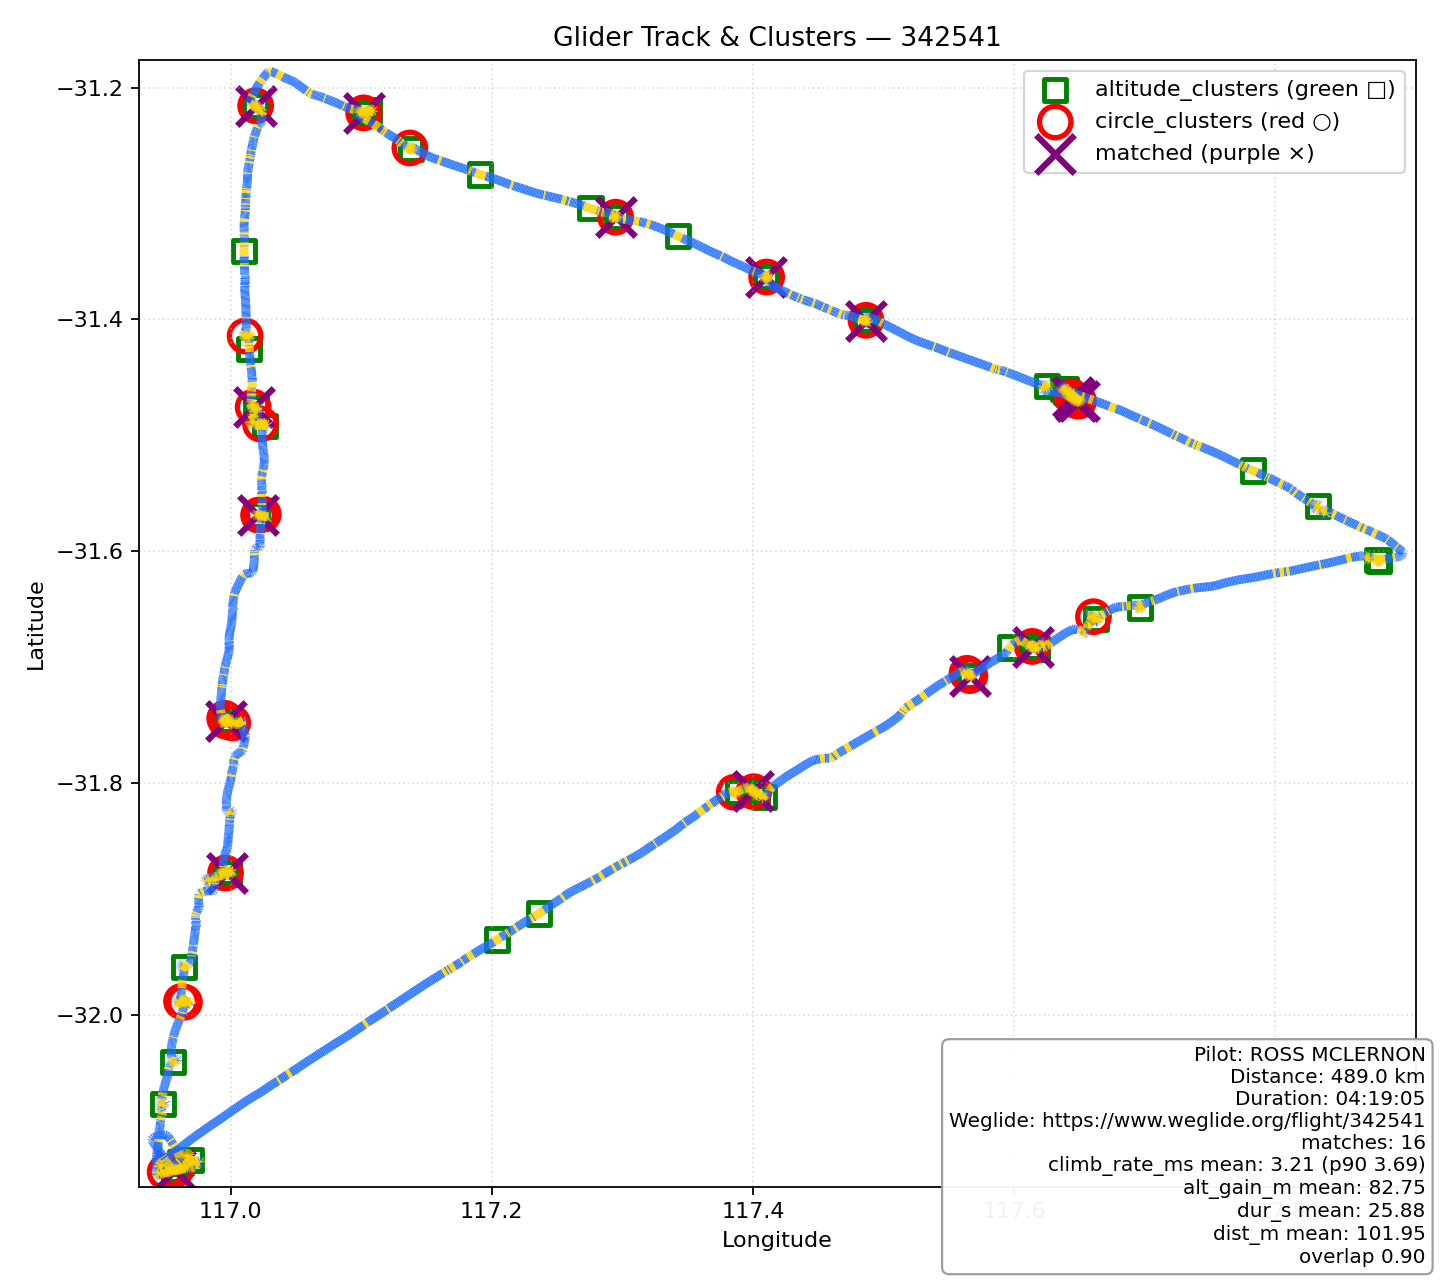 Glider Track & Clusters — 342541
altitude_clusters (green □)
circle_clusters (red ○)
matched (purple ×)
Latitude
−31.2
−31.4
−31.6
−31.8
−32.0
117.0
117.2
117.4
117.6
Longitude
Pilot: ROSS MCLERNON
Distance: 489.0 km
Duration: 04:19:05
Weglide: https://www.weglide.org/flight/342541
matches: 16
climb_rate_ms mean: 3.21 (p90 3.69)
alt_gain_m mean: 82.75
dur_s mean: 25.88
dist_m mean: 101.95
overlap 0.90